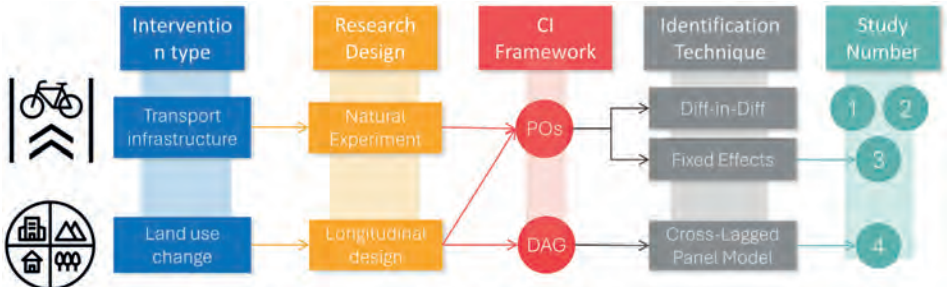 Interventio
n type
Research
Design
CI
Framework
Identification
Technique
Study
Number
Transport
infrastructure
Natural
Experiment
POs
Diff-in-Diff
1
2
Fixed Effects
3
Land use
change
Longitudinal
design
DAG
Cross-Lagged
Panel Model
4